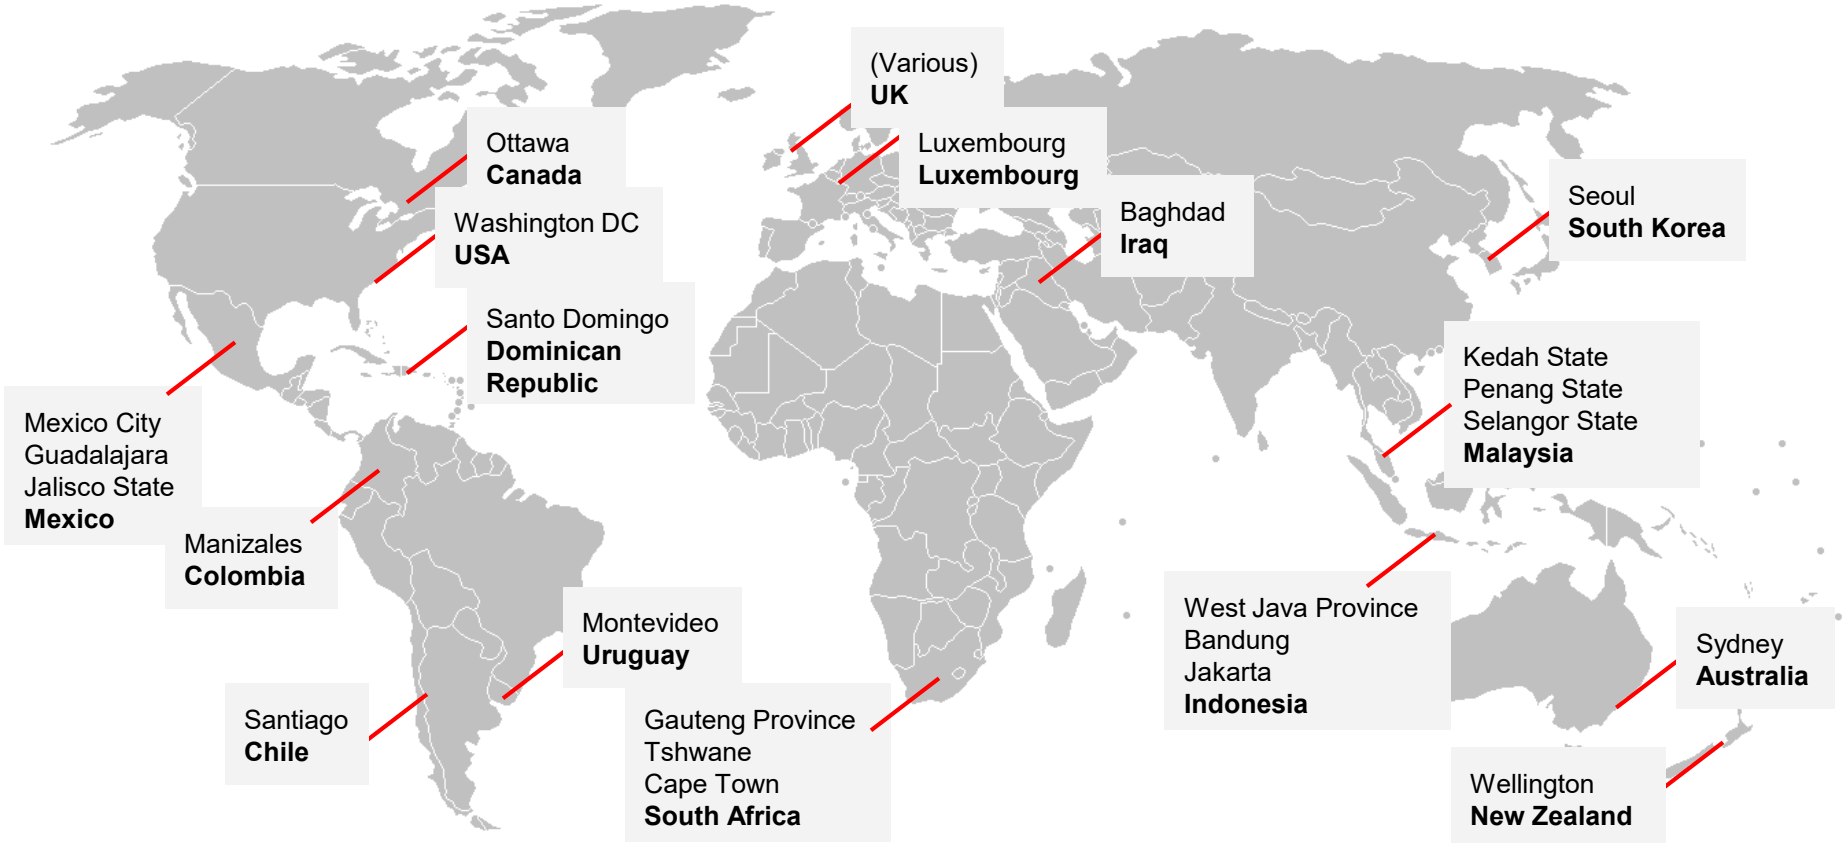 (Various)
UK
Ottawa
Canada
Luxembourg
Luxembourg
Seoul
South Korea
Washington DC
USA
Baghdad
Iraq
Santo Domingo
Dominican
Republic
Kedah State
Penang State
Selangor State
Malaysia
Mexico City
Guadalajara
Jalisco State
Mexico
Manizales
Colombia
Montevideo
Uruguay
West Java Province
Bandung
Jakarta
Indonesia
Sydney
Australia
Santiago
Chile
Gauteng Province
Tshwane
Cape Town
South Africa
Wellington
New Zealand